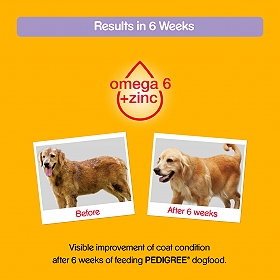 Results in 6 Weeks
omega 6
+zinc
Before
After 6 weeks
Visible improvement of coat condition
after 6 weeks of feeding PEDIGREE® dogfood.